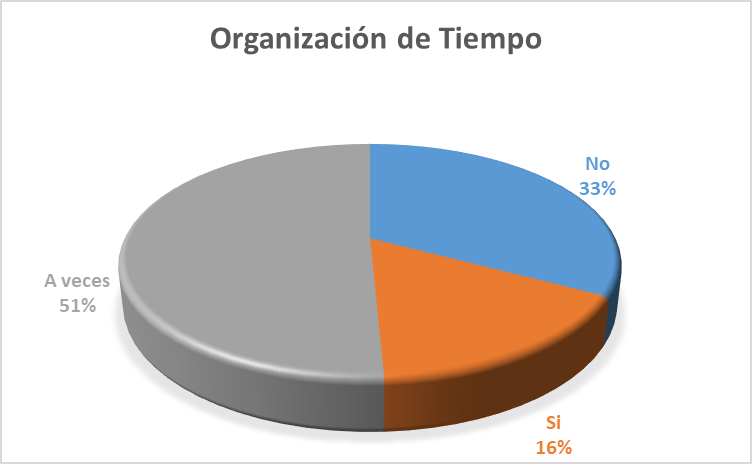 Organización de Tiempo
No
33%
A veces
51%
Si
16%